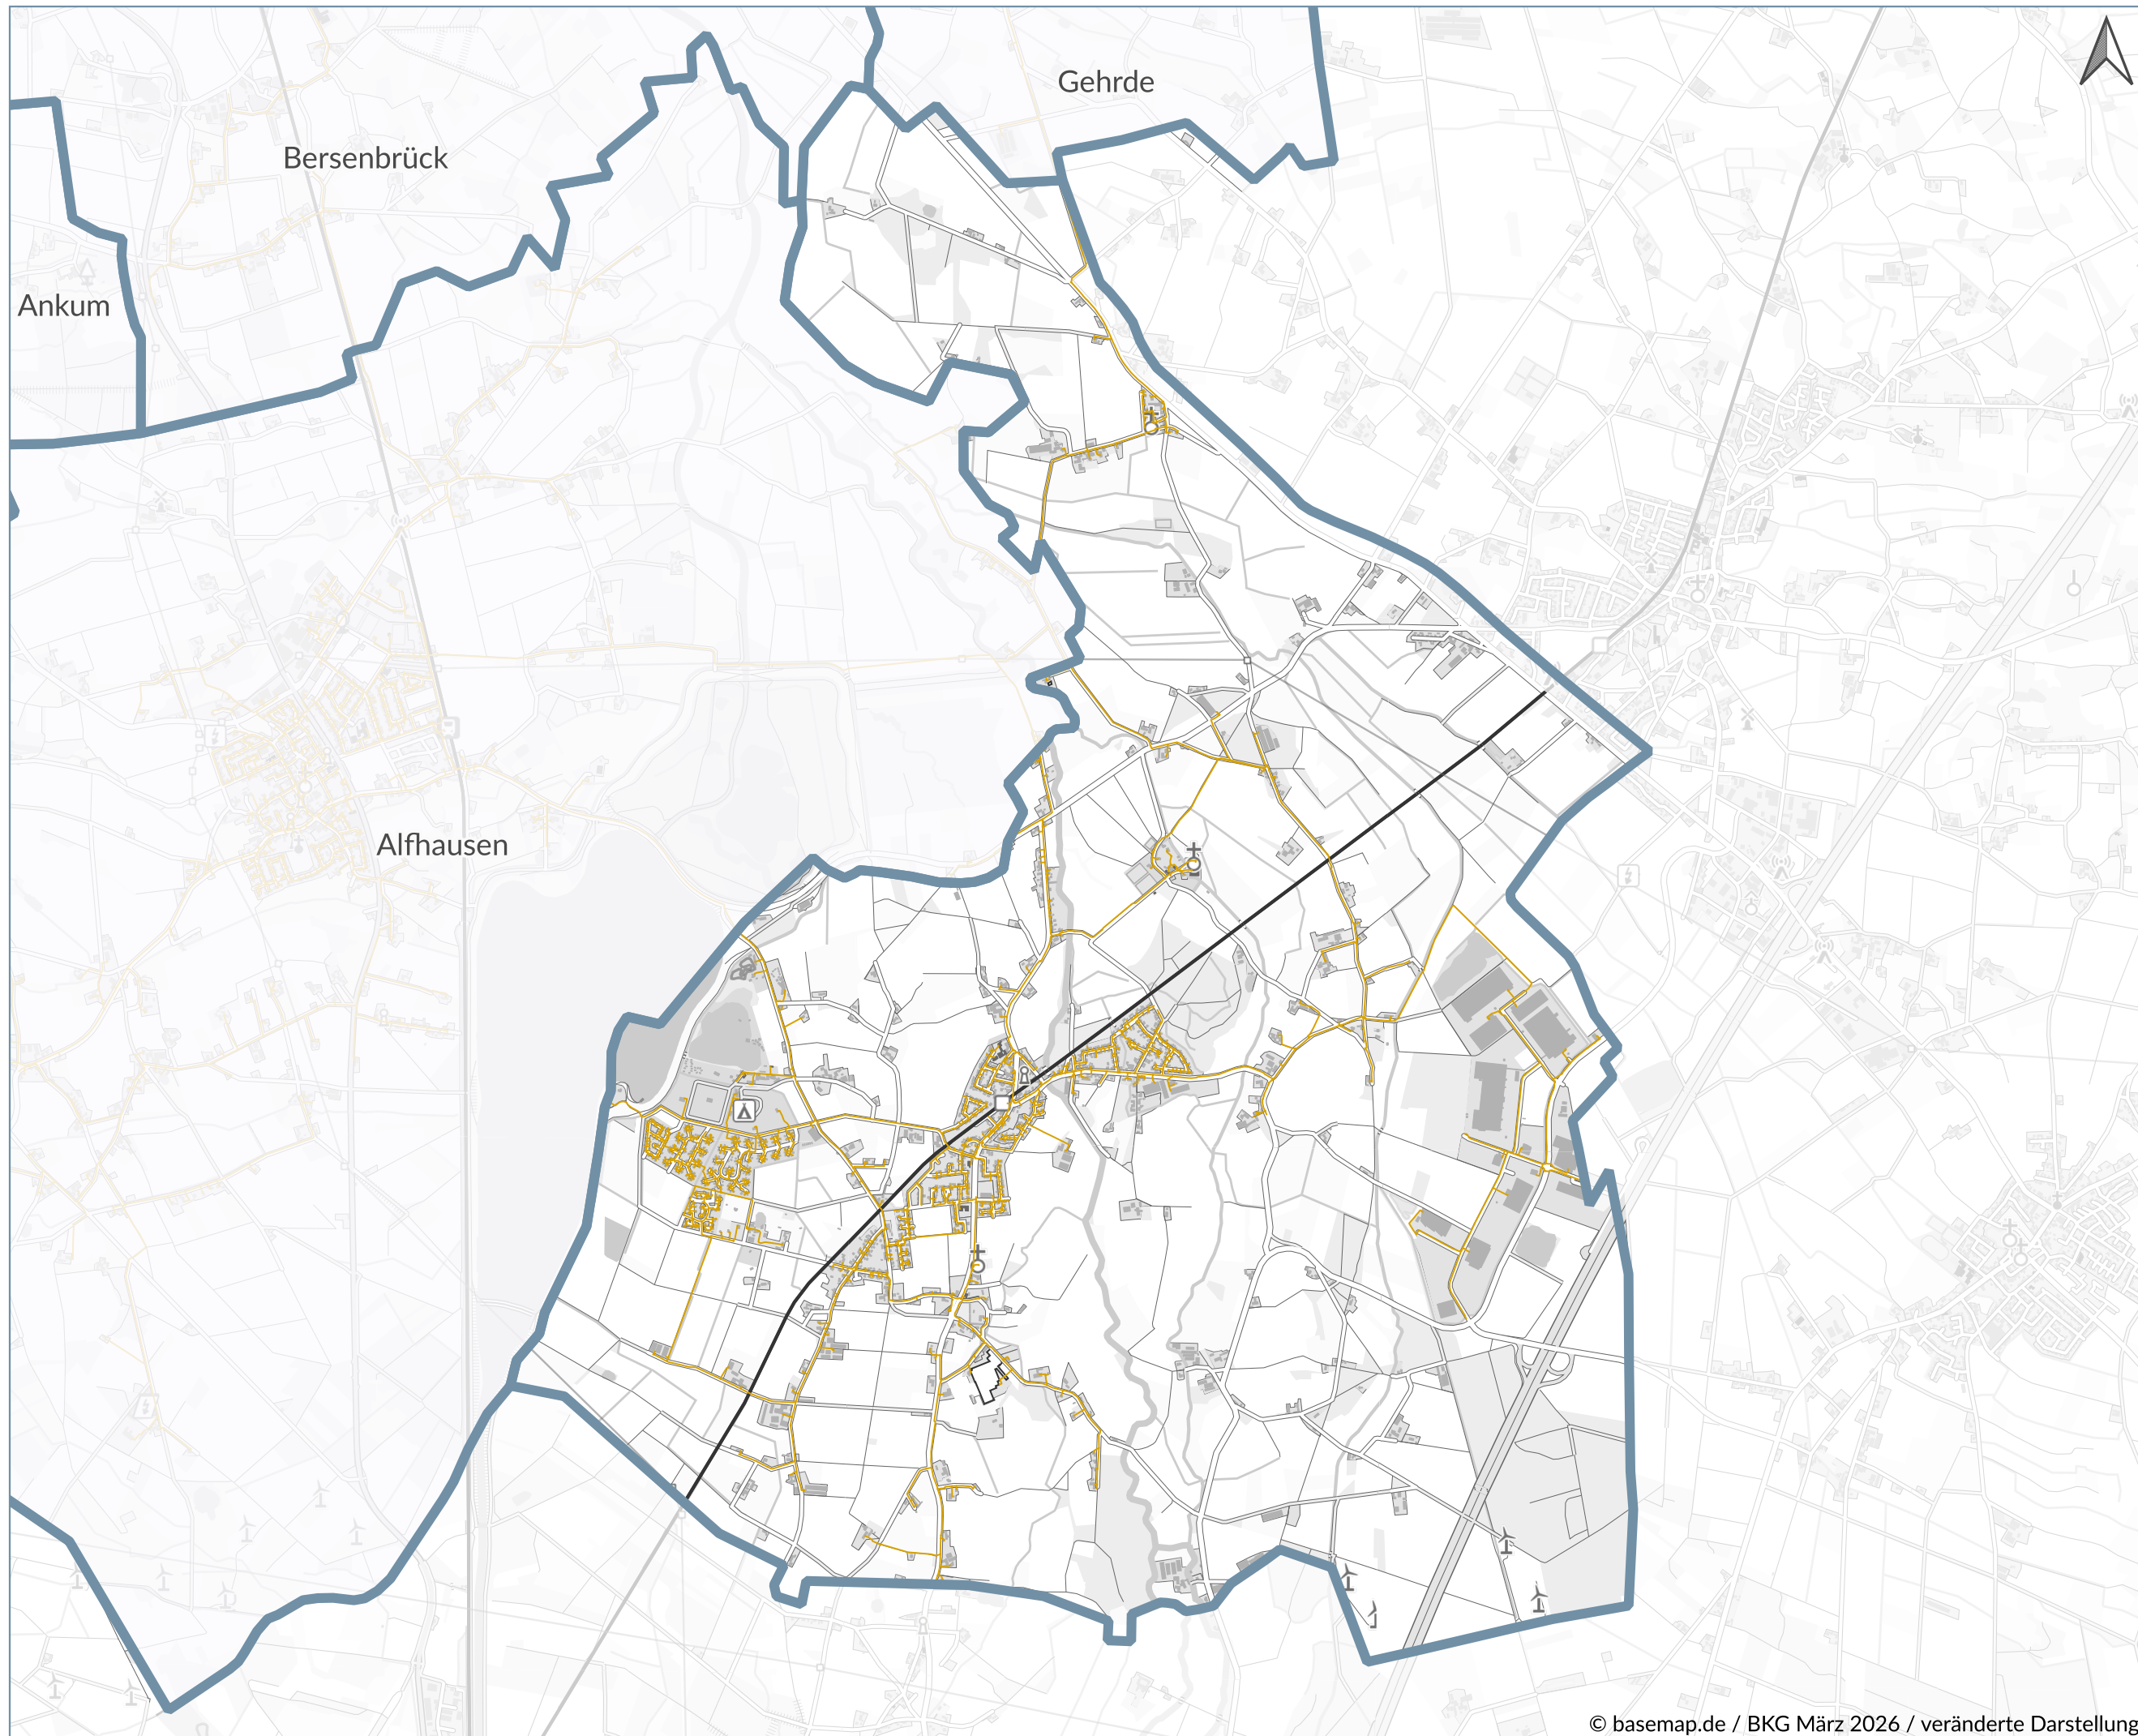 Gehrde
Bersenbrück
Ankum
Alfhausen
© basemap.de / BKG März 2026 / veränderte Darstellung